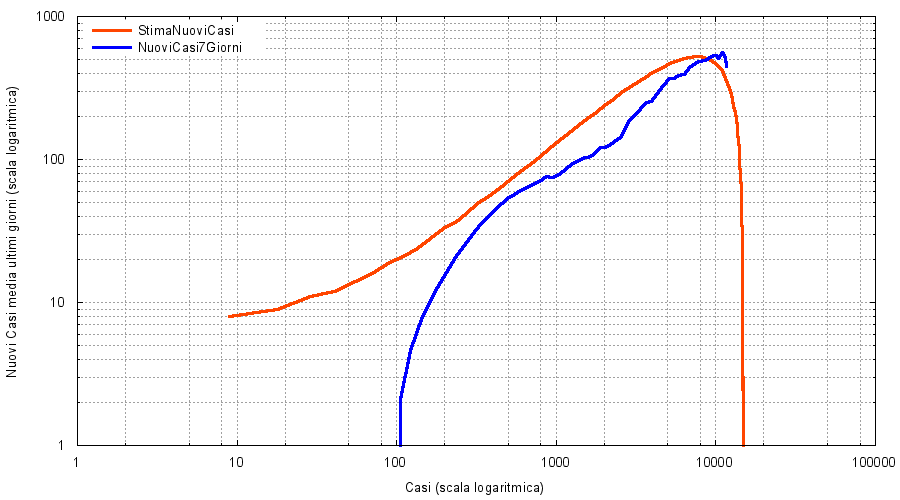 1000
StimaNuoviCasi
NuoviCasi7Giorni
100
10
1
Nuovi Casi media ultimi giorni (scala logaritmica)
1 10 100 1000 10000 100000
Casi (scala logaritmica)